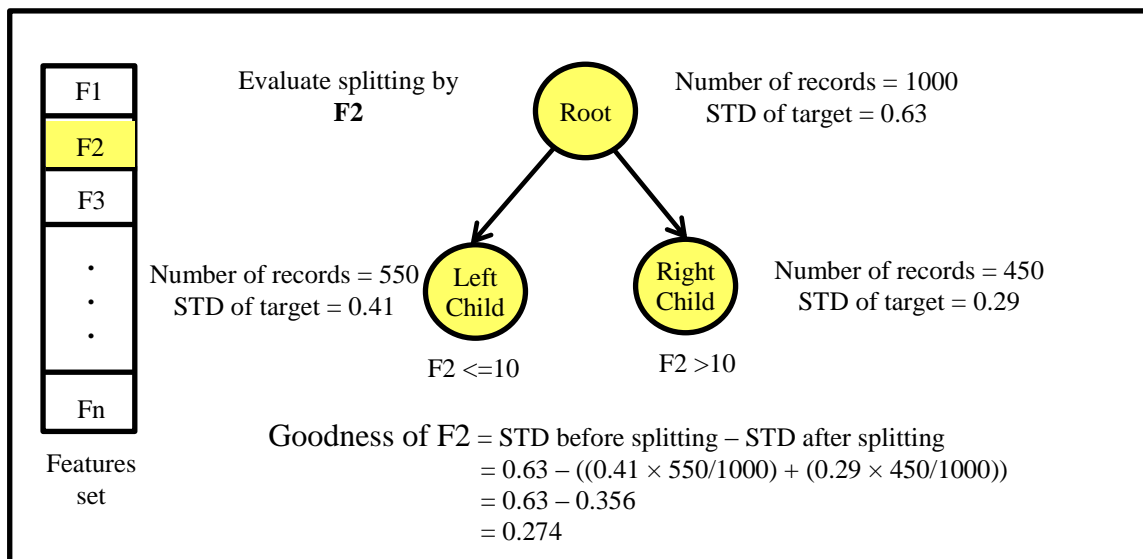 F1
F2
F3
.
.
.
Fn
Features
set
Evaluate splitting by
F2
Root
Number of records = 1000
STD of target = 0.63
Number of records = 550
STD of target = 0.41
Left
Child
F2 <=10
Right
Child
F2 >10
Number of records = 450
STD of target = 0.29
Goodness of F2 = STD before splitting – STD after splitting
= 0.63 – ((0.41 × 550/1000) + (0.29 × 450/1000))
= 0.63 – 0.356
= 0.274